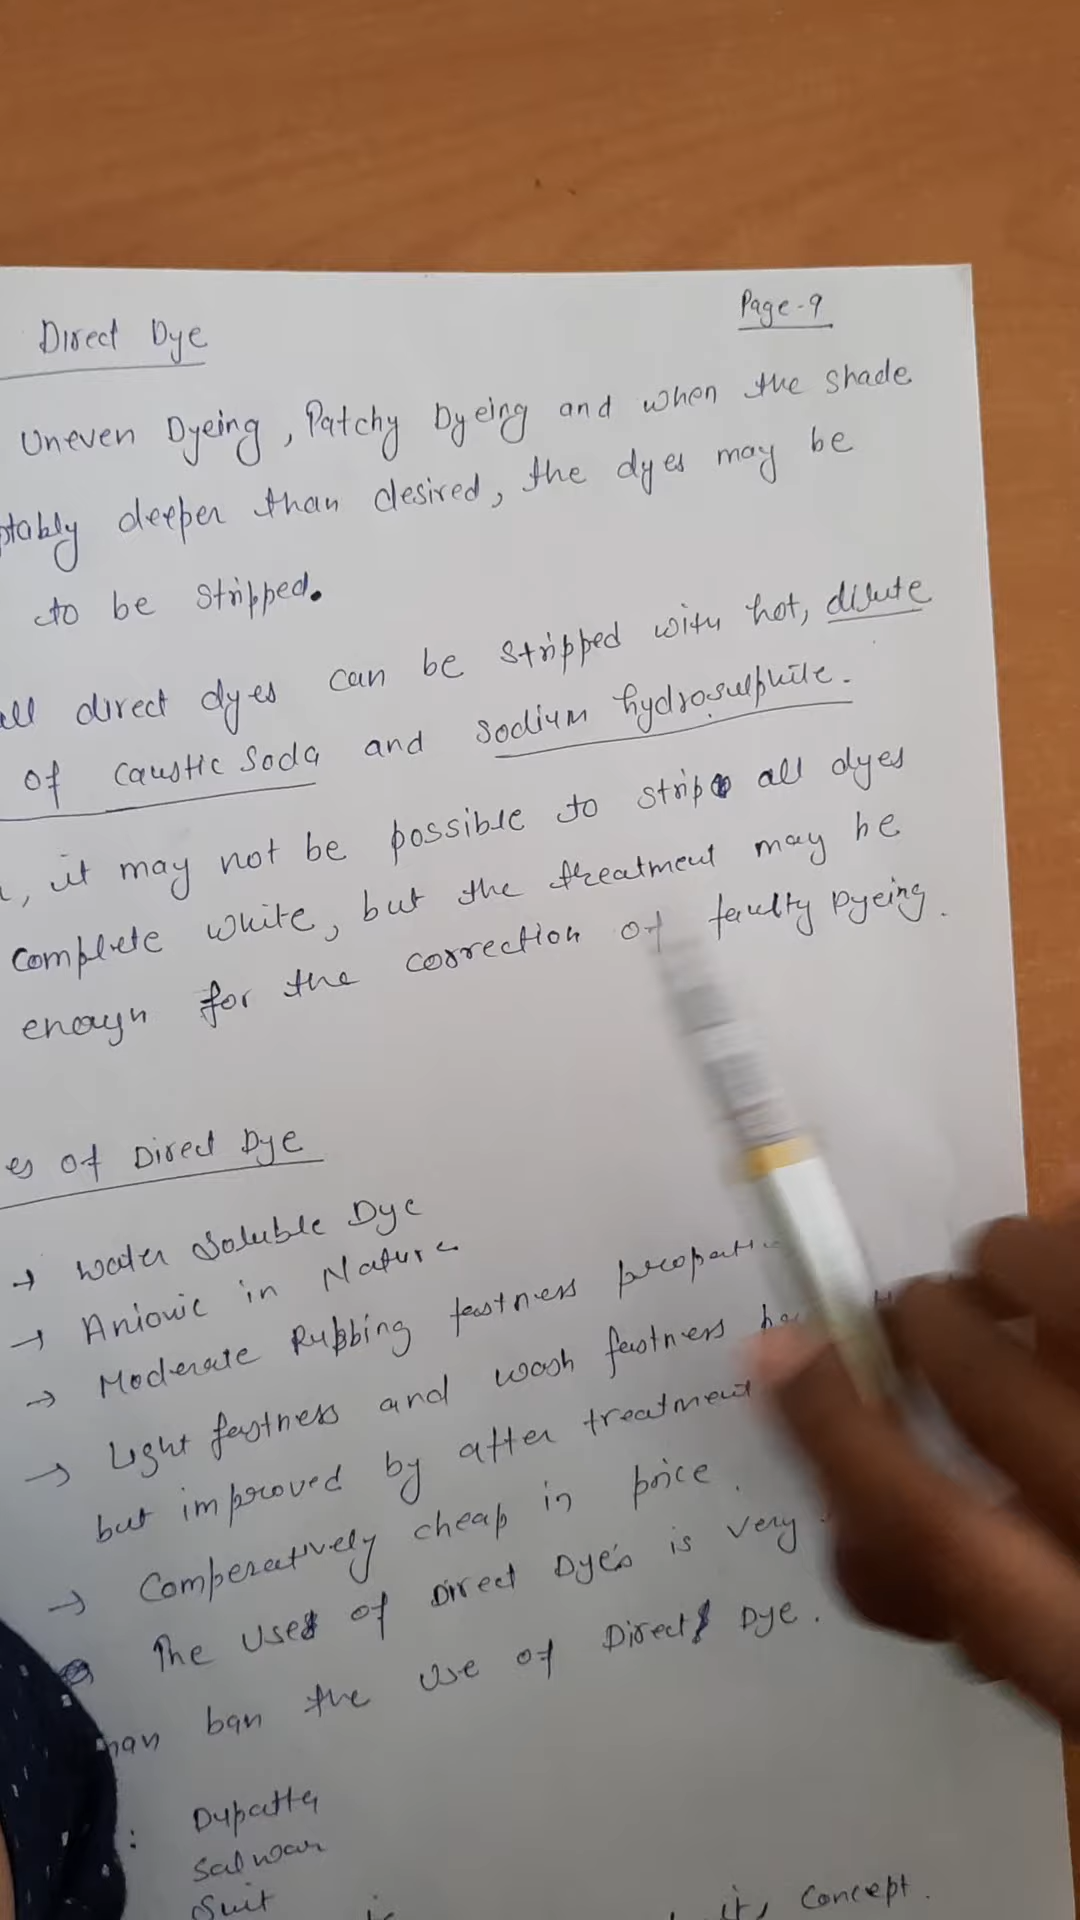 Direct Dye
Page-9
Uneven Dyeing, Patchy Dyeing and when the shade
deeper than desired, the dyes may be
to be stripped.
all direct dyes can be stripped with hot, dilute
of caustic soda and sodium hydrosulphite.
, it may not be possible to strip all dyes
complete white, but the treatment may be
enough for the correction of faulty Dyeing.
of Direct Dye
→ Water Soluble Dye
→ Anionic in Nature
→ Moderate Rubbing fastness
→ Light fastness and wash fastness
but improved by after treatment
→ Comperatively cheap in price.
The Uses of Direct Dye's is very
ban the use of Direct Dye.
: Dupatta
Salwar
Suit
concept.